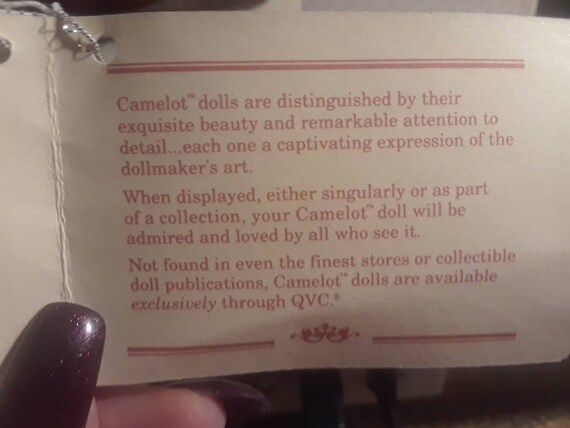 Camelot™ dolls are distinguished by their
exquisite beauty and remarkable attention to
detail...each one a captivating expression of the
dollmaker's art.
When displayed, either singularly or as part
of a collection, your Camelot™ doll will be
admired and loved by all who see it.
Not found in even the finest stores or collectible
doll publications, Camelot™ dolls are available
exclusively through QVC.®